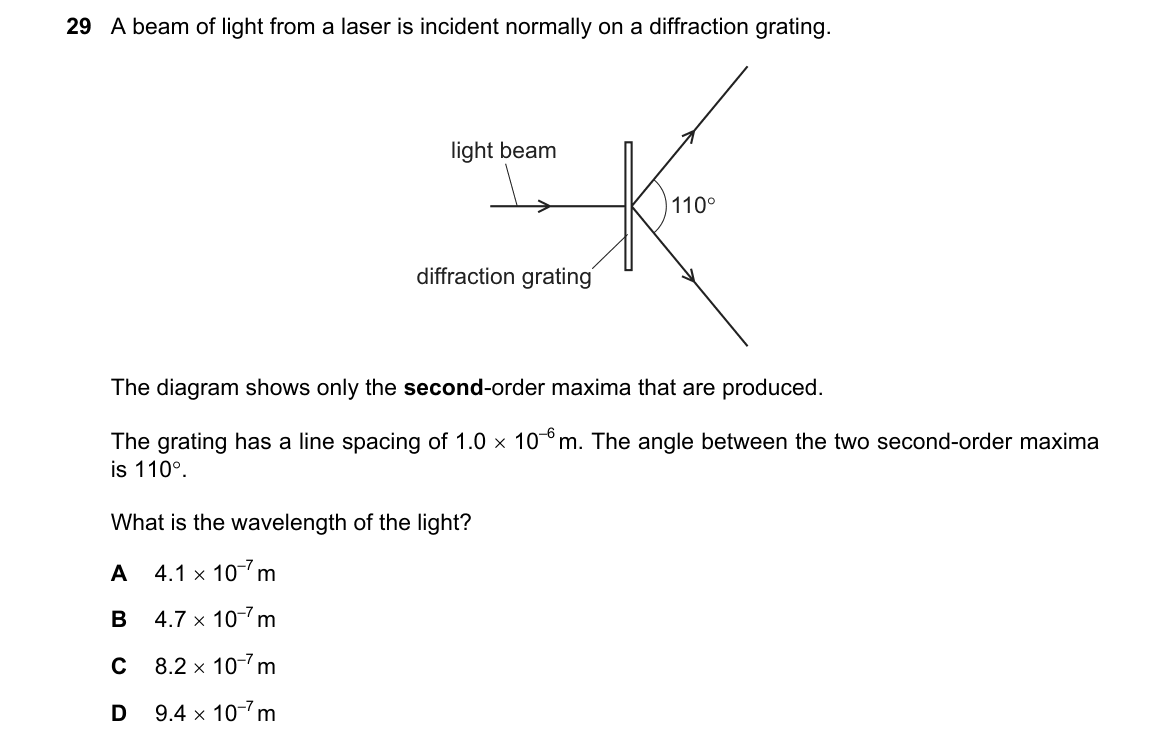 29 A beam of light from a laser is incident normally on a diffraction grating.
light beam
110°
diffraction grating
The diagram shows only the second-order maxima that are produced.
The grating has a line spacing of 1.0 × 10⁻⁶ m. The angle between the two second-order maxima
is 110°.
What is the wavelength of the light?
A 4.1 × 10⁻⁷ m
B 4.7 × 10⁻⁷ m
C 8.2 × 10⁻⁷ m
D 9.4 × 10⁻⁷ m